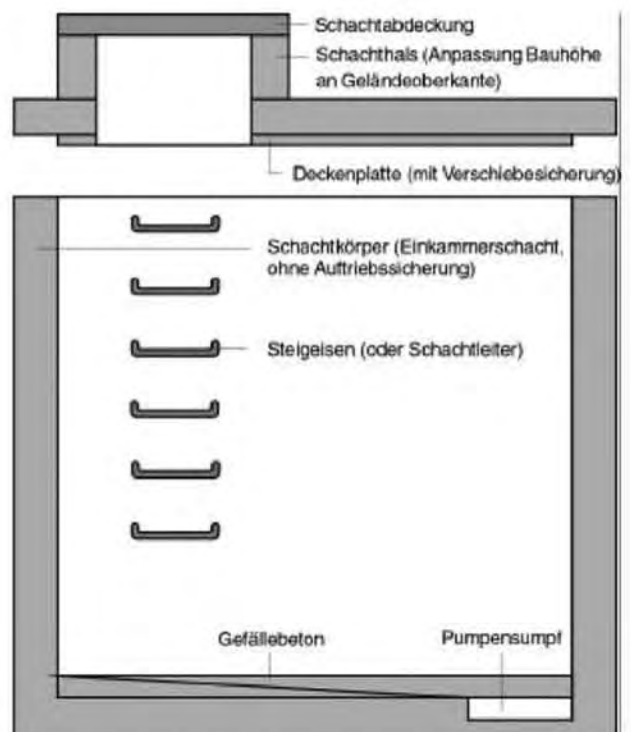 Schachtabdeckung
Schachthals (Anpassung Bauhöhe
an Geländeoberkante)
Deckenplatte (mit Verschiebesicherung)
Schachtkörper (Einkammerschacht,
ohne Auftriebssicherung)
Steigeisen (oder Schachtleiter)
Gefällebeton
Pumpensumpf